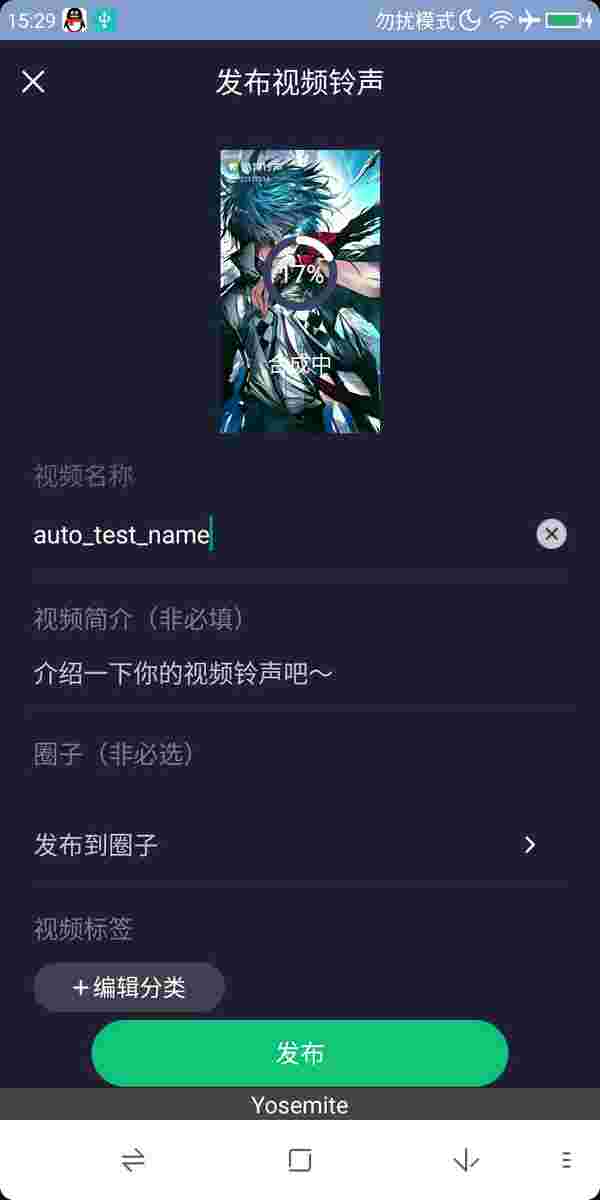 15:29
勿扰模式
发布视频铃声
17%
合成中
视频名称
auto_test_name
视频简介（非必填）
介绍一下你的视频铃声吧～
圈子（非必选）
发布到圈子
视频标签
＋编辑分类
发布
Yosemite